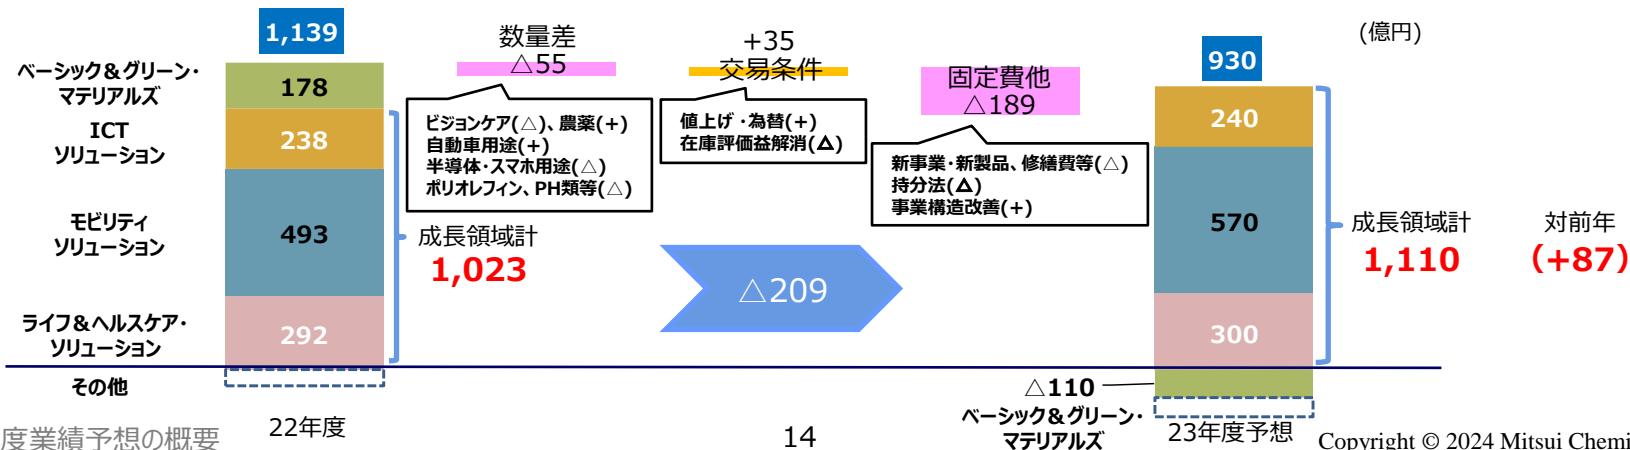 (億円)
1,139
数量差
△55
+35
交易条件
固定費他
△189
930
ベーシック&グリーン・
マテリアルズ
178
ICT
ソリューション
238
モビリティ
ソリューション
493
ライフ&ヘルスケア・
ソリューション
292
その他
22年度
ビジョンケア(△)、農薬(+)
自動車用途(+)
半導体・スマホ用途(△)
ポリオレフィン、PH類等(△)
値上げ・為替(+)
在庫評価益解消(△)
新事業・新製品、修繕費等(△)
持分法(△)
事業構造改善(+)
成長領域計
1,023
△209
240
570
300
成長領域計
1,110
対前年
(+87)
△110
ベーシック&グリーン・
マテリアルズ
23年度予想
度業績予想の概要
14
Copyright © 2024 Mitsui Chemi